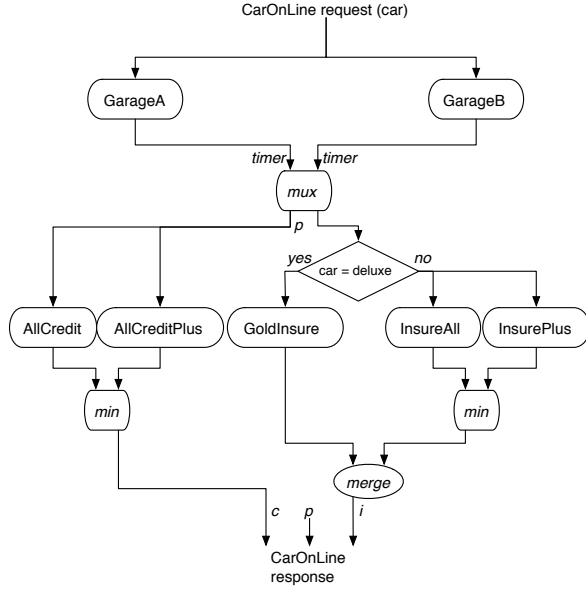 CarOnLine request (car)
GarageA
GarageB
timer
timer
mux
p
yes
car = deluxe
no
AllCredit
AllCreditPlus
GoldInsure
InsureAll
InsurePlus
min
min
merge
c
p
i
CarOnLine
response